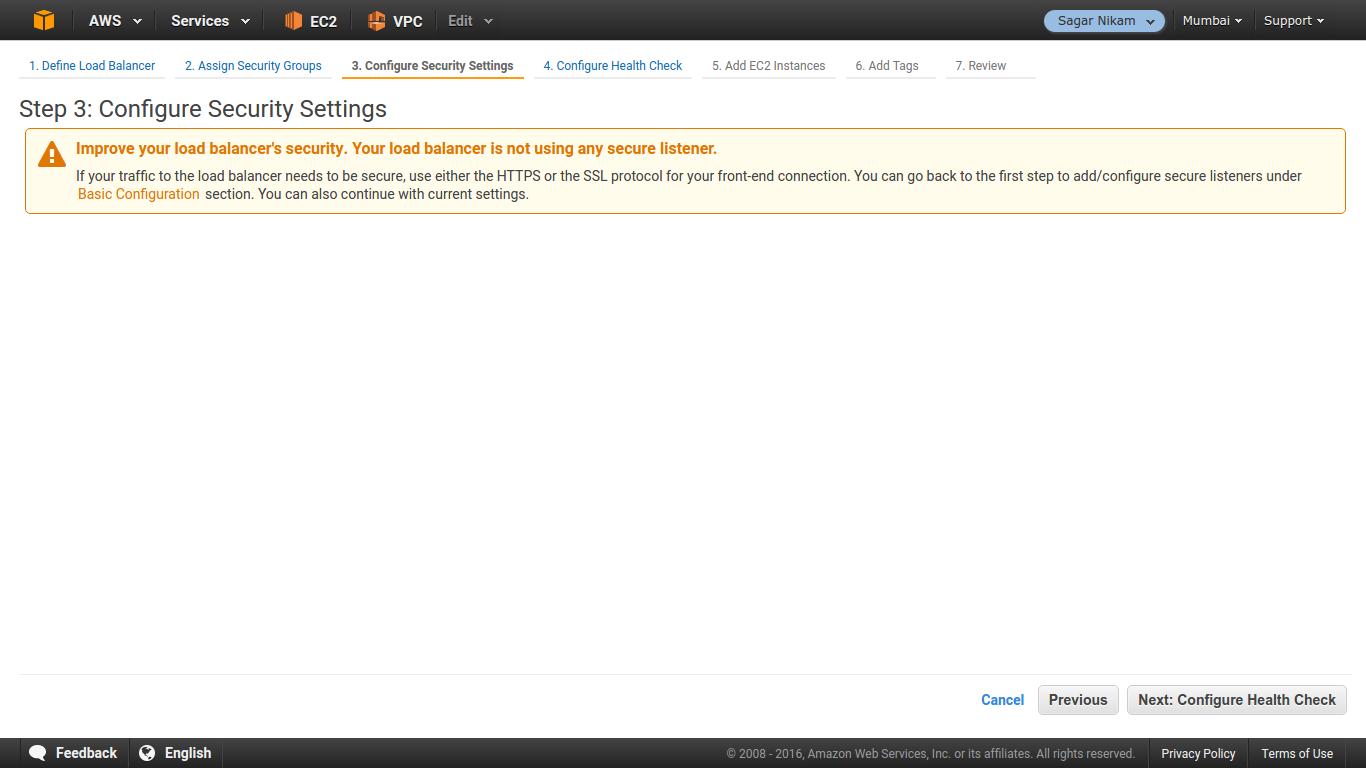 AWS Services EC2 VPC Edit Sagar Nikam Mumbai Support
1. Define Load Balancer 2. Assign Security Groups 3. Configure Security Settings 4. Configure Health Check 5. Add EC2 Instances 6. Add Tags 7. Review
Step 3: Configure Security Settings
Improve your load balancer's security. Your load balancer is not using any secure listener.
If your traffic to the load balancer needs to be secure, use either the HTTPS or the SSL protocol for your front-end connection. You can go back to the first step to add/configure secure listeners under
Basic Configuration section. You can also continue with current settings.
Cancel Previous Next: Configure Health Check
Feedback English © 2008 - 2016, Amazon Web Services, Inc. or its affiliates. All rights reserved. Privacy Policy Terms of Use